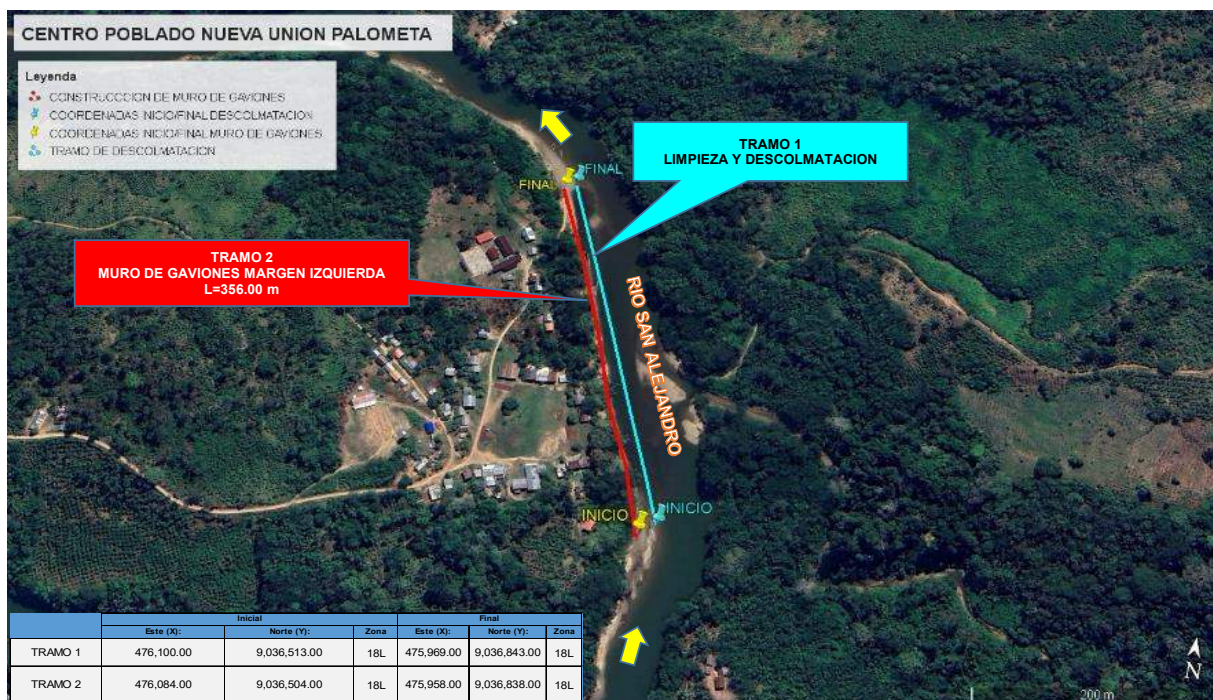 CENTRO POBLADO NUEVA UNION PALOMETA
Leyenda
CONSTRUCCCION DE MURO DE GAVIONES
COORDENADAS INICIO/FINAL DESCOLMATACION
COORDENADAS INICIO/FINAL MURO DE GAVIONES
TRAMO DE DESCOLMATACION
TRAMO 1
LIMPIEZA Y DESCOLMATACION
FINAL
FINAL
TRAMO 2
MURO DE GAVIONES MARGEN IZQUIERDA
L=356.00 m
RIO SAN ALEJANDRO
INICIO
INICIO
Inicial Final
Este (X): Norte (Y): Zona Este (X): Norte (Y): Zona
TRAMO 1 476,100.00 9,036,513.00 18L 475,969.00 9,036,843.00 18L
TRAMO 2 476,084.00 9,036,504.00 18L 475,958.00 9,036,838.00 18L
N
200 m